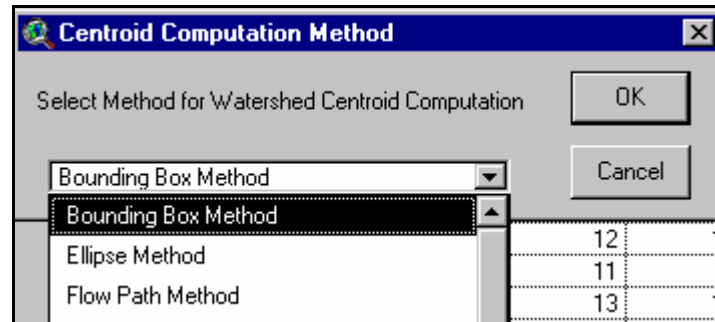 Centroid Computation Method
Select Method for Watershed Centroid Computation
OK
Cancel
Bounding Box Method
Bounding Box Method
Ellipse Method
Flow Path Method
12
11
13